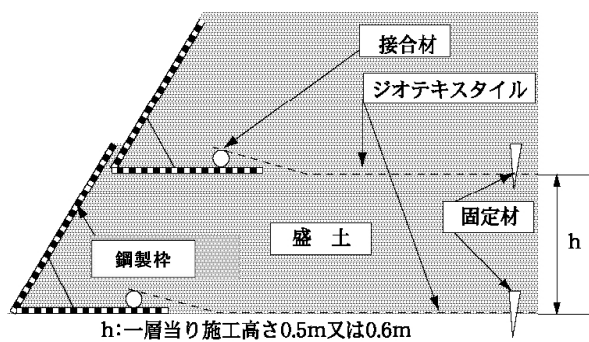 接合材
ジオテキスタイル
固定材
盛 土
鋼製枠
h
h：一層当り施工高さ0.5m又は0.6m